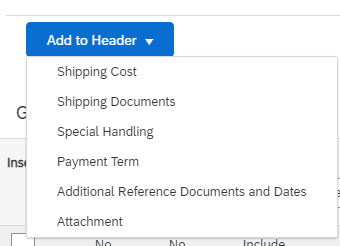 Add to Header
Shipping Cost
Shipping Documents
Special Handling
Payment Term
Additional Reference Documents and Dates
Attachment
No No Include